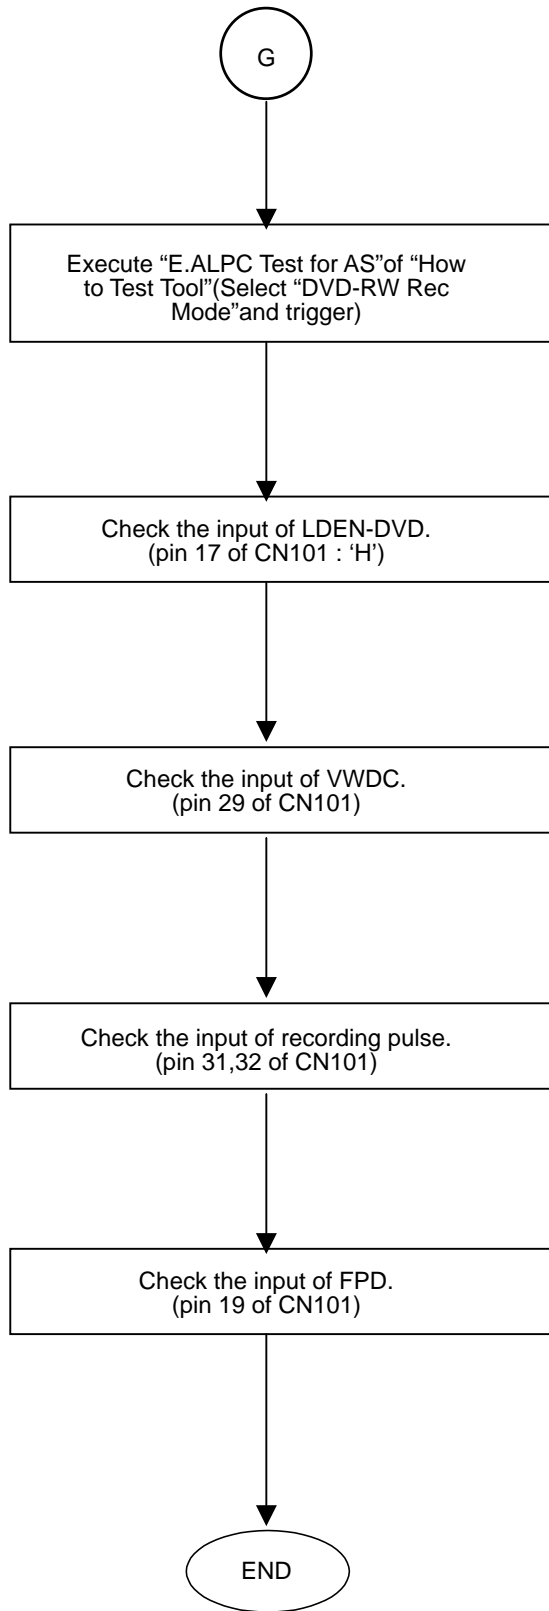 G
Execute “E.ALPC Test for AS”of “How
to Test Tool”(Select “DVD-RW Rec
Mode”and trigger)
Check the input of LDEN-DVD.
(pin 17 of CN101 : ‘H’)
Check the input of VWDC.
(pin 29 of CN101)
Check the input of recording pulse.
(pin 31,32 of CN101)
Check the input of FPD.
(pin 19 of CN101)
END